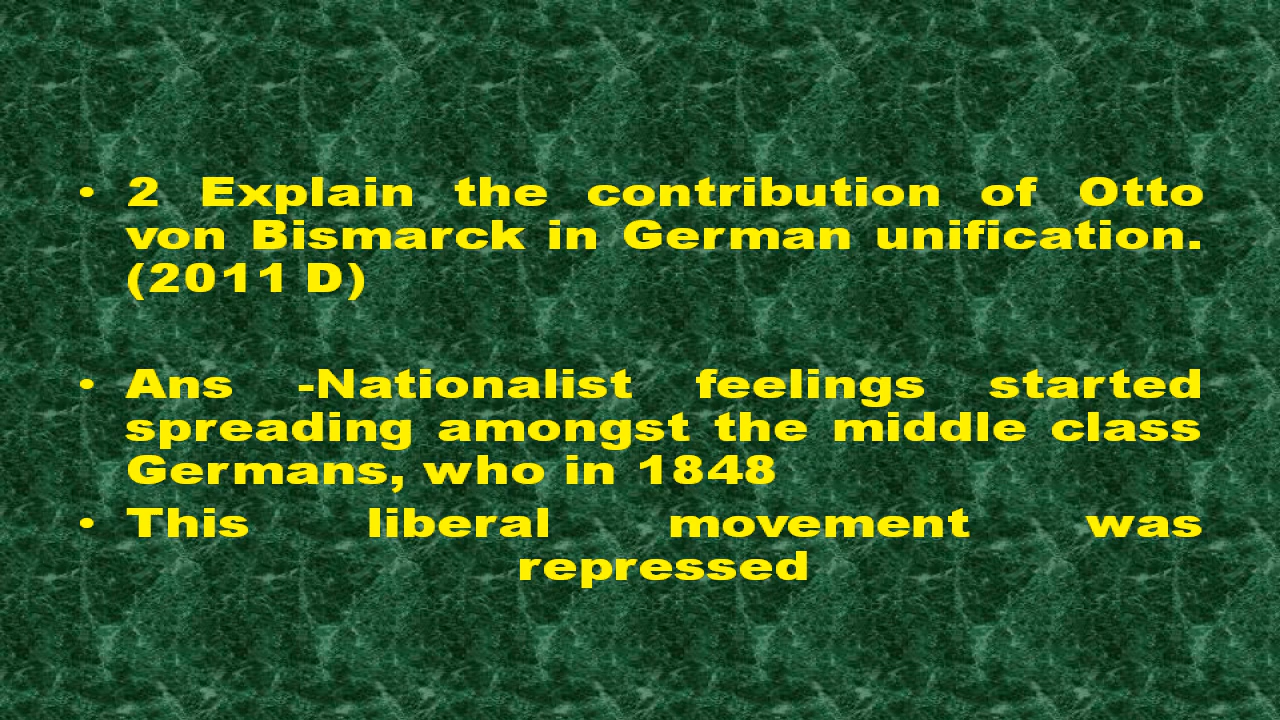 • 2 Explain the contribution of Otto
von Bismarck in German unification.
(2011 D)
• Ans -Nationalist feelings started
spreading amongst the middle class
Germans, who in 1848
• This liberal movement was
repressed